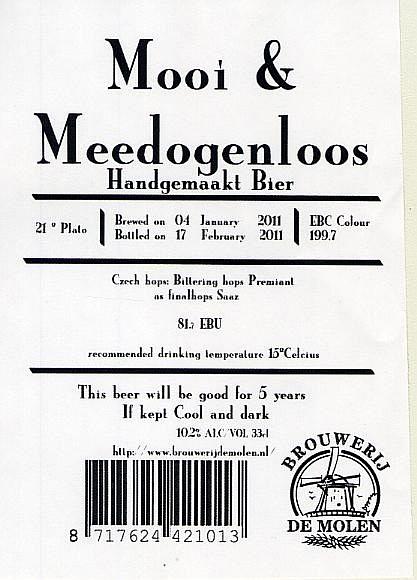 Mooi &
Meedogenloos
Handgemaakt Bier
21 º Plato
Brewed on 04 January 2011
Bottled on 17 February 2011
EBC Colour
199.7
Czech hops: Bittering hops Premiant
as finalhops Saaz
81.7 EBU
recommended drinking temperature 15ºCelcius
This beer will be good for 5 years
If kept Cool and dark
10.2% ALC/VOL 33cl
http://www.brouwerijdemolen.nl/
BROUWERIJ
DE MOLEN
8 717624 421013